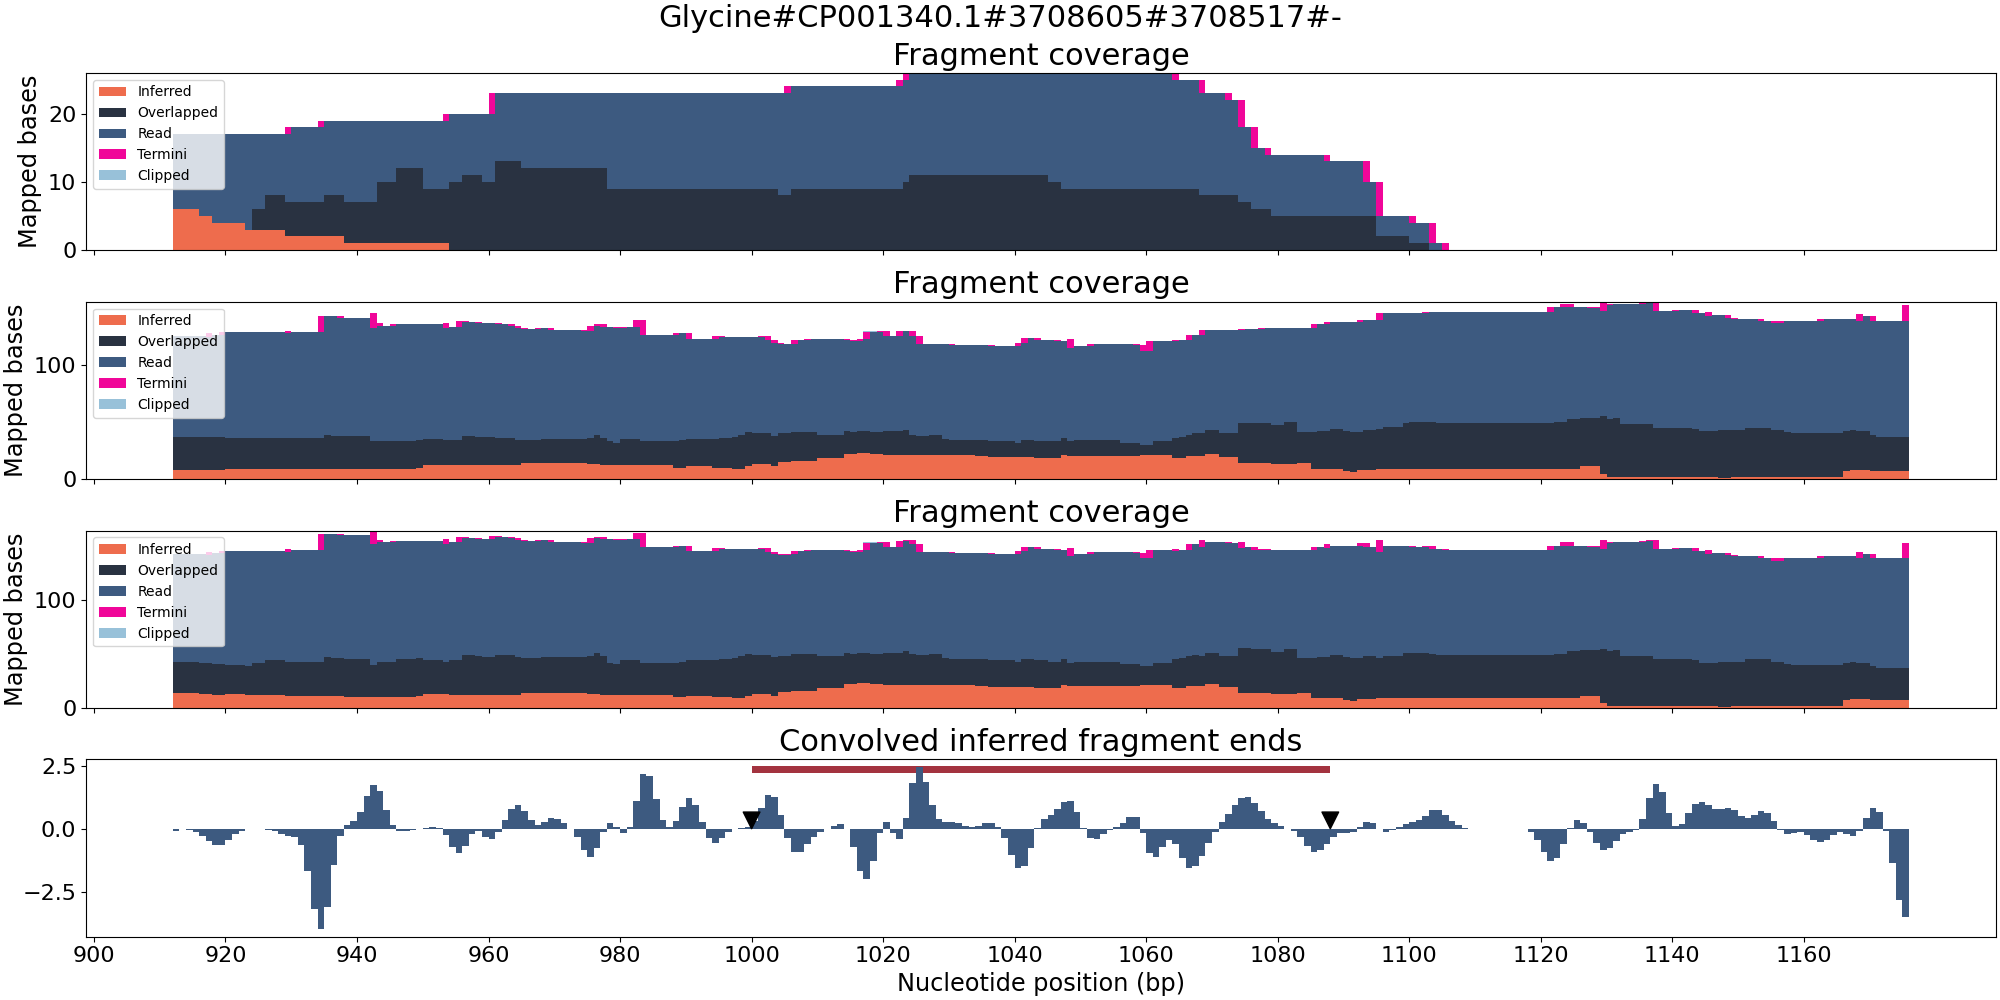 Glycine#CP001340.1#3708605#3708517#-
Fragment coverage
Mapped bases
20
10
0
Inferred
Overlapped
Read
Termini
Clipped
Fragment coverage
Mapped bases
100
0
Inferred
Overlapped
Read
Termini
Clipped
Fragment coverage
Mapped bases
100
0
Inferred
Overlapped
Read
Termini
Clipped
Convolved inferred fragment ends
2.5
0.0
−2.5
900 920 940 960 980 1000 1020 1040 1060 1080 1100 1120 1140 1160
Nucleotide position (bp)